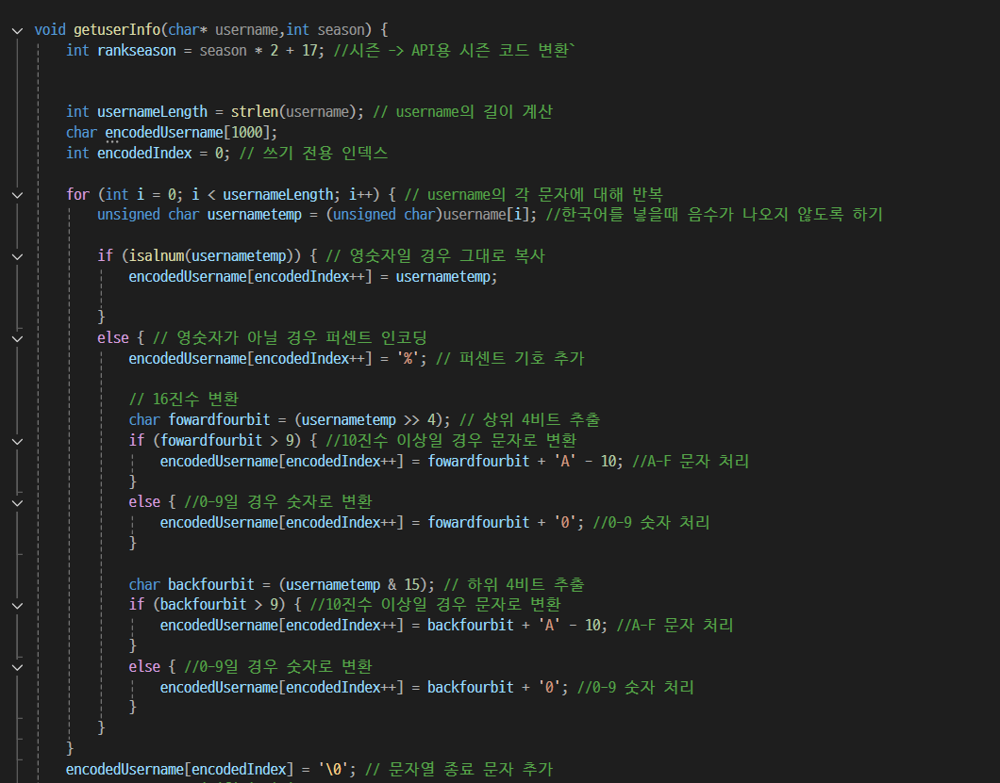 void getuserInfo(char* username,int season) {
int rankseason = season * 2 + 17; //시즌 -> API용 시즌 코드 변환`
int usernameLength = strlen(username); // username의 길이 계산
char encodedUsername[1000];
int encodedIndex = 0; // 쓰기 전용 인덱스
for (int i = 0; i < usernameLength; i++) { // username의 각 문자에 대해 반복
unsigned char usernametemp = (unsigned char)username[i]; //한국어를 넣을때 음수가 나오지 않도록 하기
if (isalnum(usernametemp)) { // 영숫자일 경우 그대로 복사
encodedUsername[encodedIndex++] = usernametemp;
}
else { // 영숫자가 아닐 경우 퍼센트 인코딩
encodedUsername[encodedIndex++] = '%'; // 퍼센트 기호 추가
// 16진수 변환
char fowardfourbit = (usernametemp >> 4); // 상위 4비트 추출
if (fowardfourbit > 9) { //10진수 이상일 경우 문자로 변환
encodedUsername[encodedIndex++] = fowardfourbit + 'A' - 10; //A-F 문자 처리
}
else { //0-9일 경우 숫자로 변환
encodedUsername[encodedIndex++] = fowardfourbit + '0'; //0-9 숫자 처리
}
char backfourbit = (usernametemp & 15); // 하위 4비트 추출
if (backfourbit > 9) { //10진수 이상일 경우 문자로 변환
encodedUsername[encodedIndex++] = backfourbit + 'A' - 10; //A-F 문자 처리
}
else { //0-9일 경우 숫자로 변환
encodedUsername[encodedIndex++] = backfourbit + '0'; //0-9 숫자 처리
}
}
}
encodedUsername[encodedIndex] = '\0'; // 문자열 종료 문자 추가